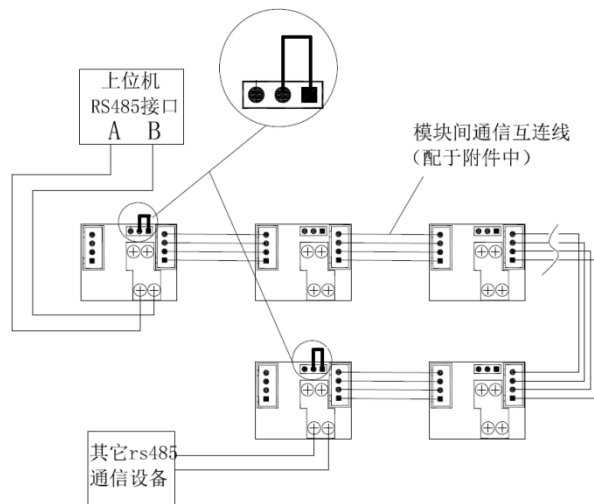 上位机
RS485接口
A B
模块间通信互连线
（配于附件中）
其它rs485
通信设备